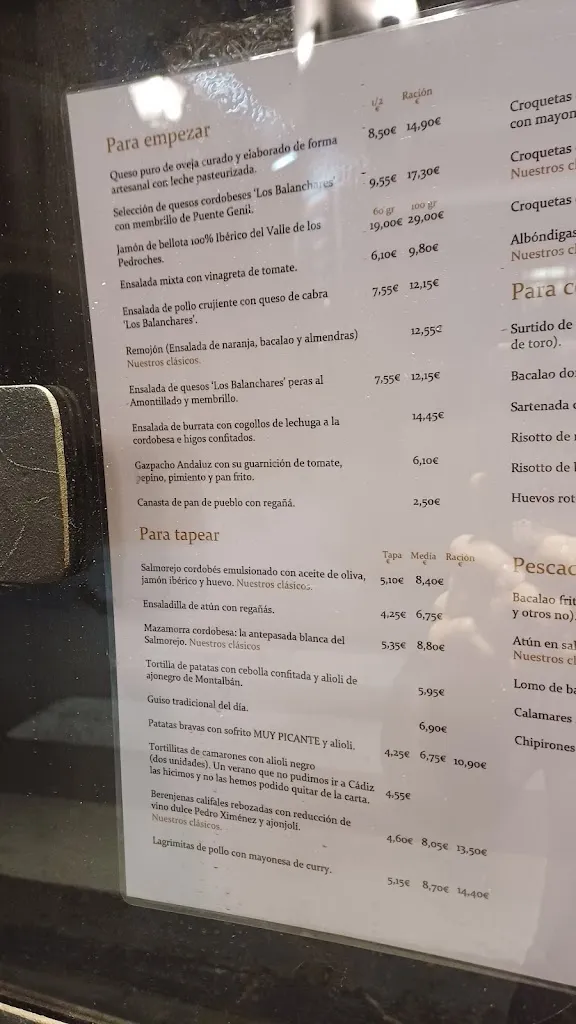 Para empezar
1/2 € Ración €
Queso puro de oveja curado y elaborado de forma
artesanal con leche pasteurizada. 8,50€ 14,90€
Selección de quesos cordobeses 'Los Balanchares'
con membrillo de Puente Genil. 9,55€ 17,30€
60 gr 100 gr
Jamón de bellota 100% Ibérico del Valle de los
Pedroches. 19,00€ 29,00€
Ensalada mixta con vinagreta de tomate. 6,10€ 9,80€
Ensalada de pollo crujiente con queso de cabra
'Los Balanchares'. 7,55€ 12,15€
Remojón (Ensalada de naranja, bacalao y almendras)
Nuestros clásicos. 12,55€
Ensalada de quesos 'Los Balanchares' peras al
Amontillado y membrillo. 7,55€ 12,15€
Ensalada de burrata con cogollos de lechuga a la
cordobesa e higos confitados. 14,45€
Gazpacho Andaluz con su guarnición de tomate,
pepino, pimiento y pan frito. 6,10€
Canasta de pan de pueblo con regañá. 2,50€
Para tapear
Tapa € Media € Ración €
Salmorejo cordobés emulsionado con aceite de oliva,
jamón ibérico y huevo. Nuestros clásicos. 5,10€ 8,40€
Ensaladilla de atún con regañás. 4,25€ 6,75€
Mazamorra cordobesa: la antepasada blanca del
Salmorejo. Nuestros clásicos 5,35€ 8,80€
Tortilla de patatas con cebolla confitada y alioli de
ajonegro de Montalbán. 5,95€
Guiso tradicional del día. 6,90€
Patatas bravas con sofrito MUY PICANTE y alioli. 4,25€ 6,75€ 10,90€
Tortillitas de camarones con alioli negro
(dos unidades). Un verano que no pudimos ir a Cádiz
las hicimos y no las hemos podido quitar de la carta. 4,55€
Berenjenas califales rebozadas con reducción de
vino dulce Pedro Ximénez y ajonjolí.
Nuestros clásicos. 4,60€ 8,05€ 13,50€
Lagrimitas de pollo con mayonesa de curry. 5,15€ 8,70€ 14,40€
Croquetas
con mayon
Croquetas
Nuestros cl
Croquetas
Albóndigas
Nuestros c
Para c
Surtido de
de toro).
Bacalao do
Sartenada
Risotto de
Risotto de
Huevos rot
Pescad
Bacalao frit
y otros no)
Atún en sal
Nuestros cl
Lomo de ba
Calamares
Chipirones